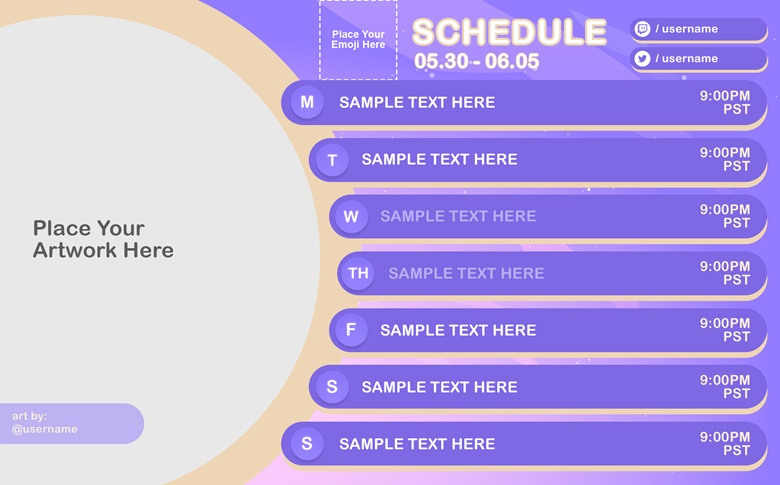 Place Your
Emoji Here
SCHEDULE
05.30 - 06.05
/ username
/ username
M SAMPLE TEXT HERE 9:00PM
PST
T SAMPLE TEXT HERE 9:00PM
PST
W SAMPLE TEXT HERE 9:00PM
PST
TH SAMPLE TEXT HERE 9:00PM
PST
F SAMPLE TEXT HERE 9:00PM
PST
S SAMPLE TEXT HERE 9:00PM
PST
S SAMPLE TEXT HERE 9:00PM
PST
Place Your
Artwork Here
art by:
@username